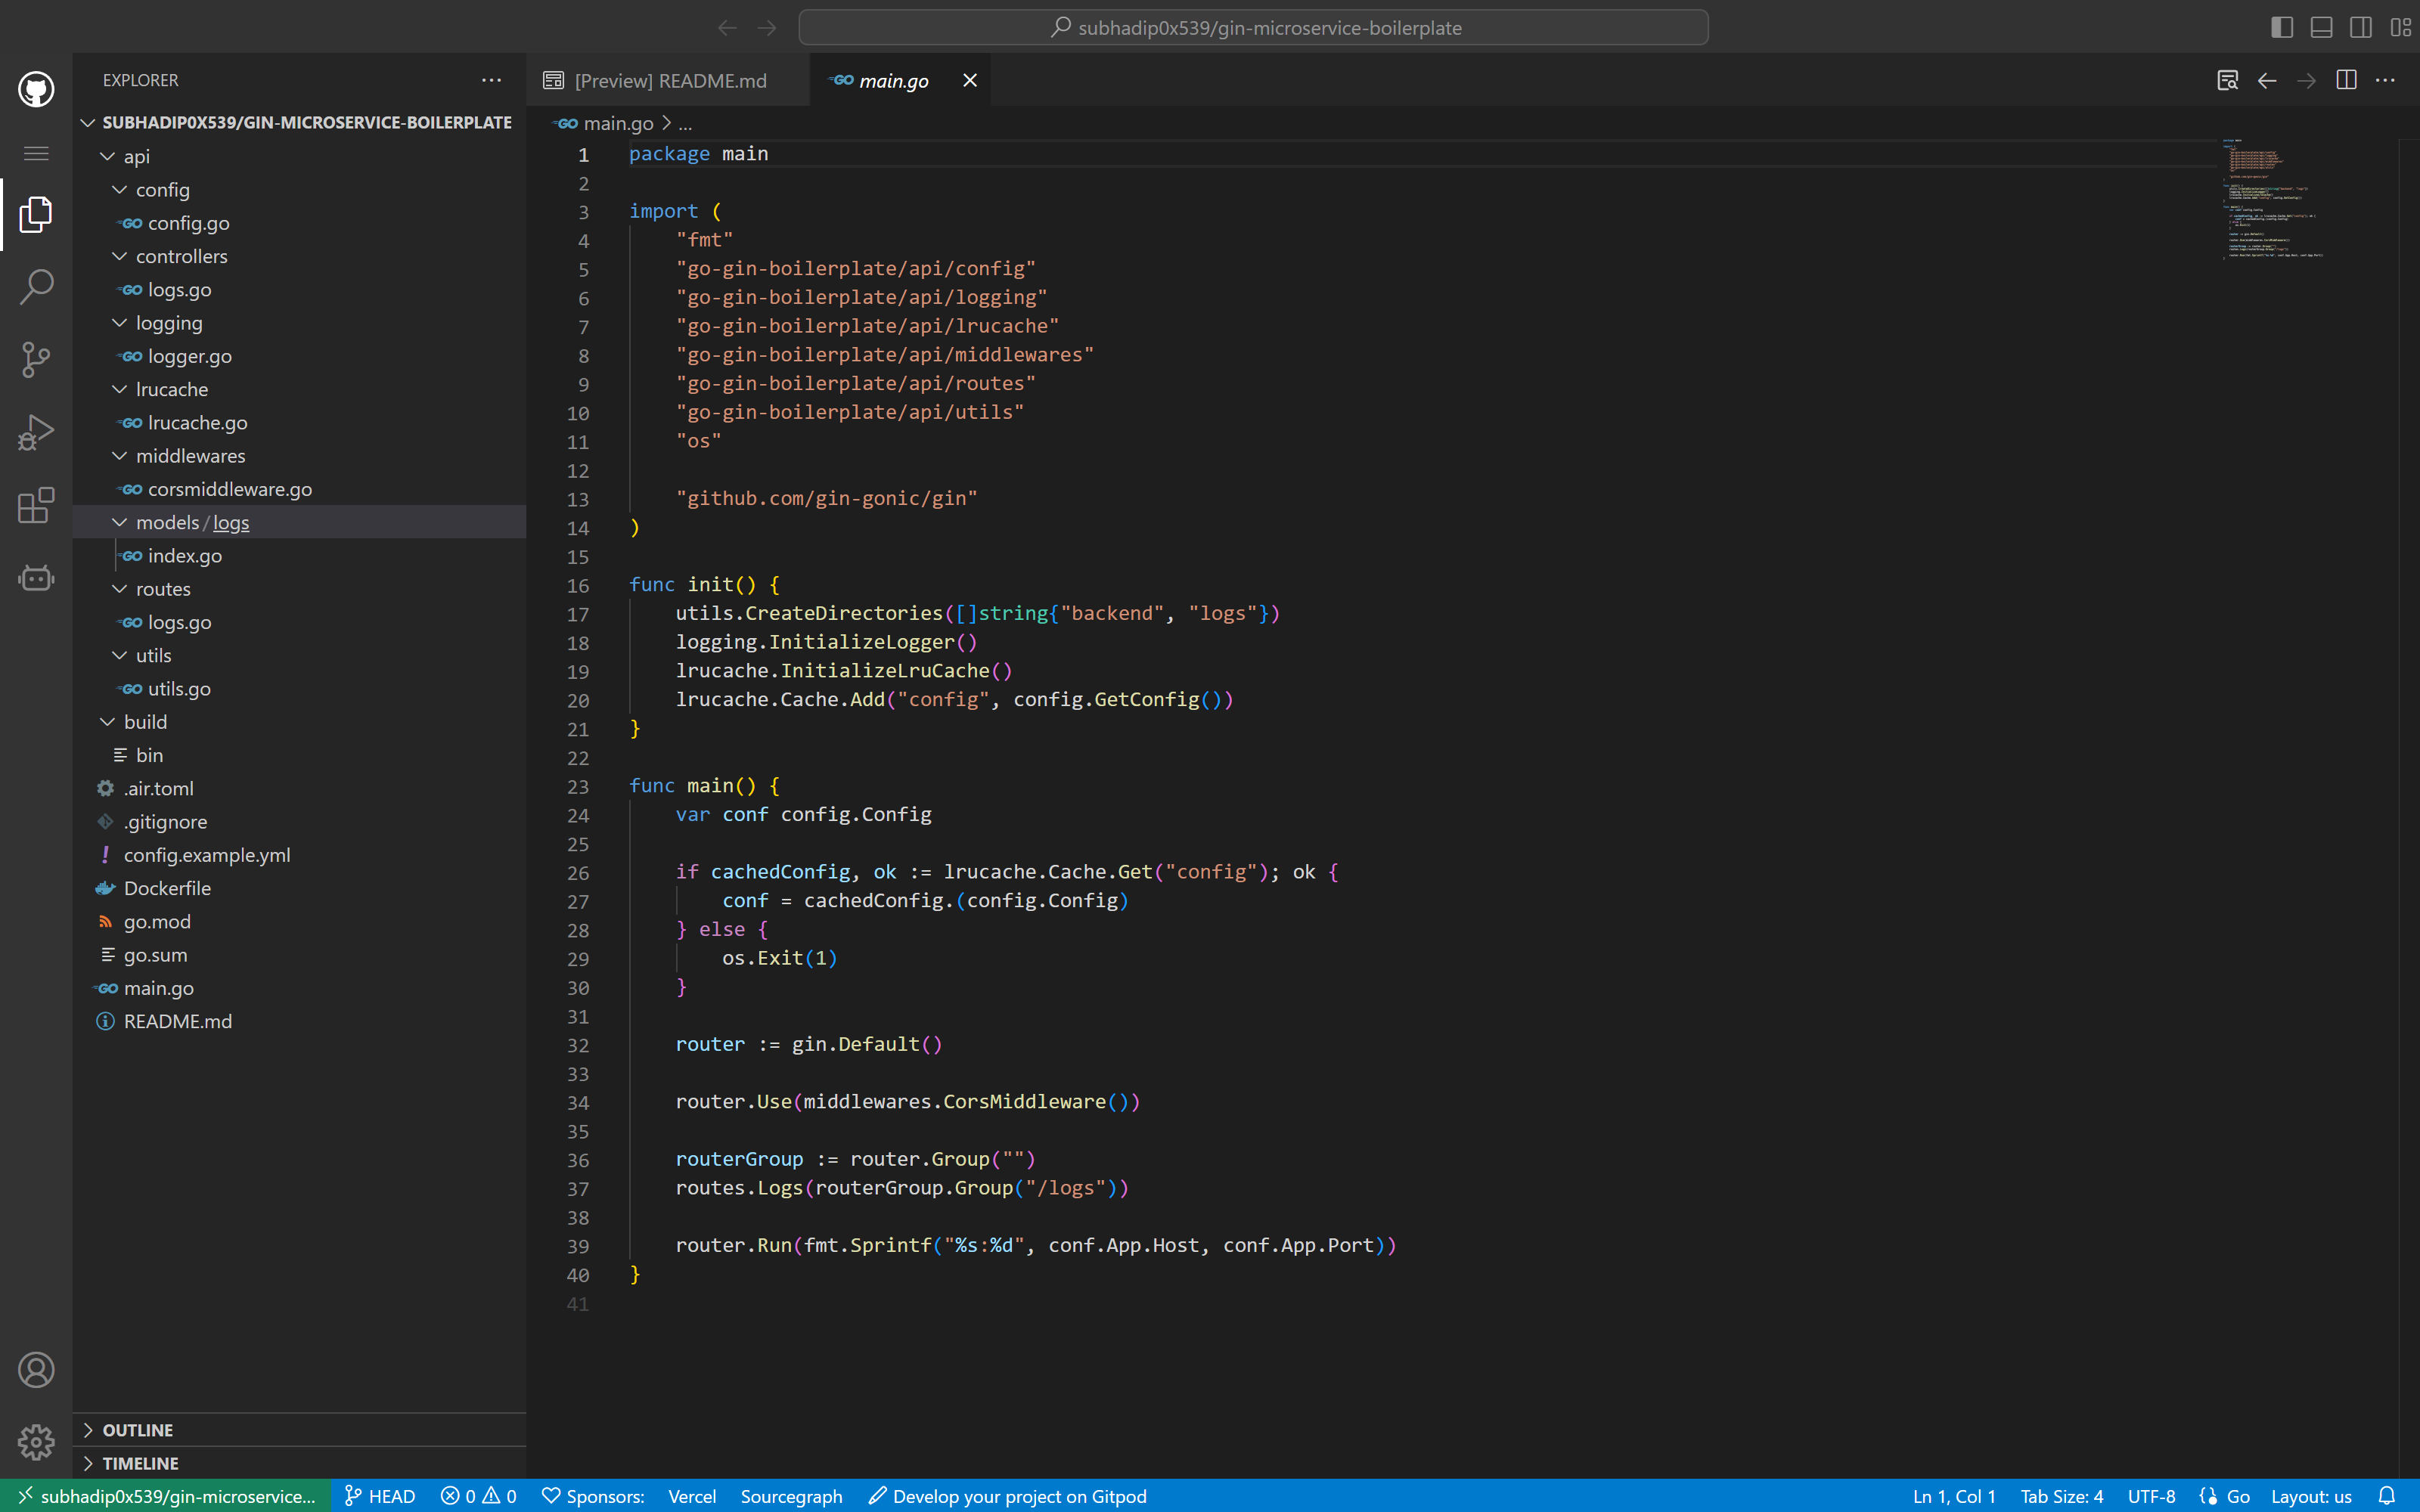 subhadip0x539/gin-microservice-boilerplate
EXPLORER
SUBHADIP0X539/GIN-MICROSERVICE-BOILERPLATE
api
config
GO config.go
controllers
GO logs.go
logging
GO logger.go
lrucache
GO lrucache.go
middlewares
GO corsmiddleware.go
models/logs
GO index.go
routes
GO logs.go
utils
GO utils.go
build
bin
.air.toml
.gitignore
! config.example.yml
Dockerfile
go.mod
go.sum
GO main.go
README.md
OUTLINE
TIMELINE
[Preview] README.md
GO main.go
GO main.go > ...
1 package main
2
3 import (
4 "fmt"
5 "go-gin-boilerplate/api/config"
6 "go-gin-boilerplate/api/logging"
7 "go-gin-boilerplate/api/lrucache"
8 "go-gin-boilerplate/api/middlewares"
9 "go-gin-boilerplate/api/routes"
10 "go-gin-boilerplate/api/utils"
11 "os"
12
13 "github.com/gin-gonic/gin"
14 )
15
16 func init() {
17 utils.CreateDirectories([]string{"backend", "logs"})
18 logging.InitializeLogger()
19 lrucache.InitializeLruCache()
20 lrucache.Cache.Add("config", config.GetConfig())
21 }
22
23 func main() {
24 var conf config.Config
25
26 if cachedConfig, ok := lrucache.Cache.Get("config"); ok {
27 conf = cachedConfig.(config.Config)
28 } else {
29 os.Exit(1)
30 }
31
32 router := gin.Default()
33
34 router.Use(middlewares.CorsMiddleware())
35
36 routerGroup := router.Group("")
37 routes.Logs(routerGroup.Group("/logs"))
38
39 router.Run(fmt.Sprintf("%s:%d", conf.App.Host, conf.App.Port))
40 }
41
subhadip0x539/gin-microservice... HEAD 0 0 Sponsors: Vercel Sourcegraph Develop your project on Gitpod Ln 1, Col 1 Tab Size: 4 UTF-8 Go Layout: us